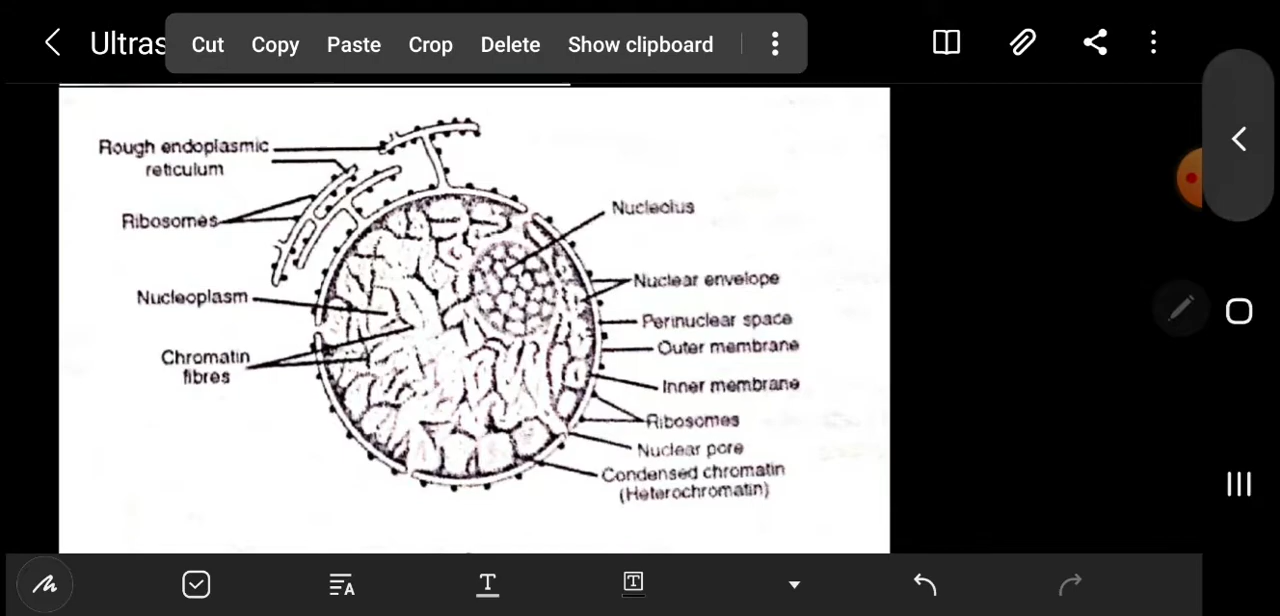 Ultras
Cut Copy Paste Crop Delete Show clipboard
Rough endoplasmic
reticulum
Ribosomes
Nucleoplasm
Chromatin
fibres
Nucleolus
Nuclear envelope
Perinuclear space
Outer membrane
Inner membrane
Ribosomes
Nuclear pore
Condensed chromatin
(Heterochromatin)